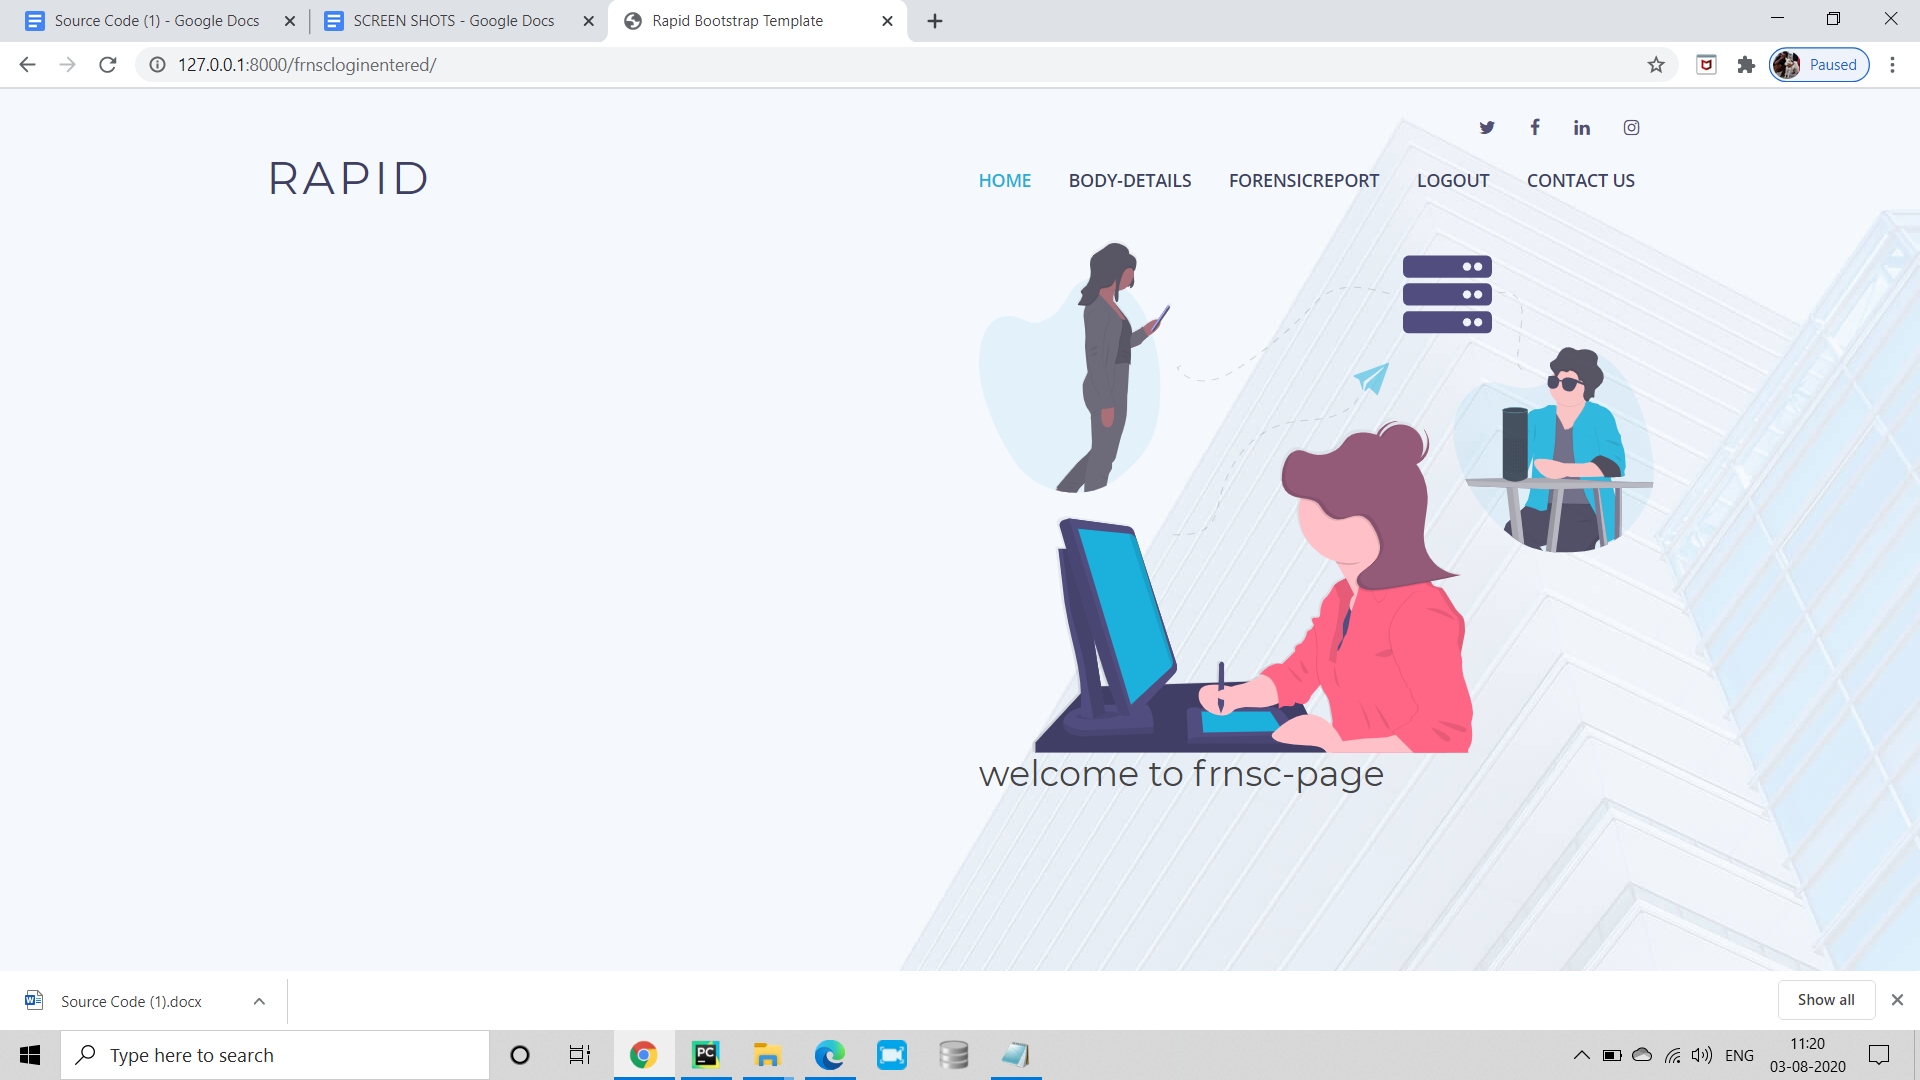 Source Code (1) - Google Docs
SCREEN SHOTS - Google Docs
Rapid Bootstrap Template
127.0.0.1:8000/frnscloginentered/
Paused
RAPID
HOME
BODY-DETAILS
FORENSICREPORT
LOGOUT
CONTACT US
welcome to frnsc-page
Source Code (1).docx
Show all
Type here to search
PC
ENG
11:20
03-08-2020